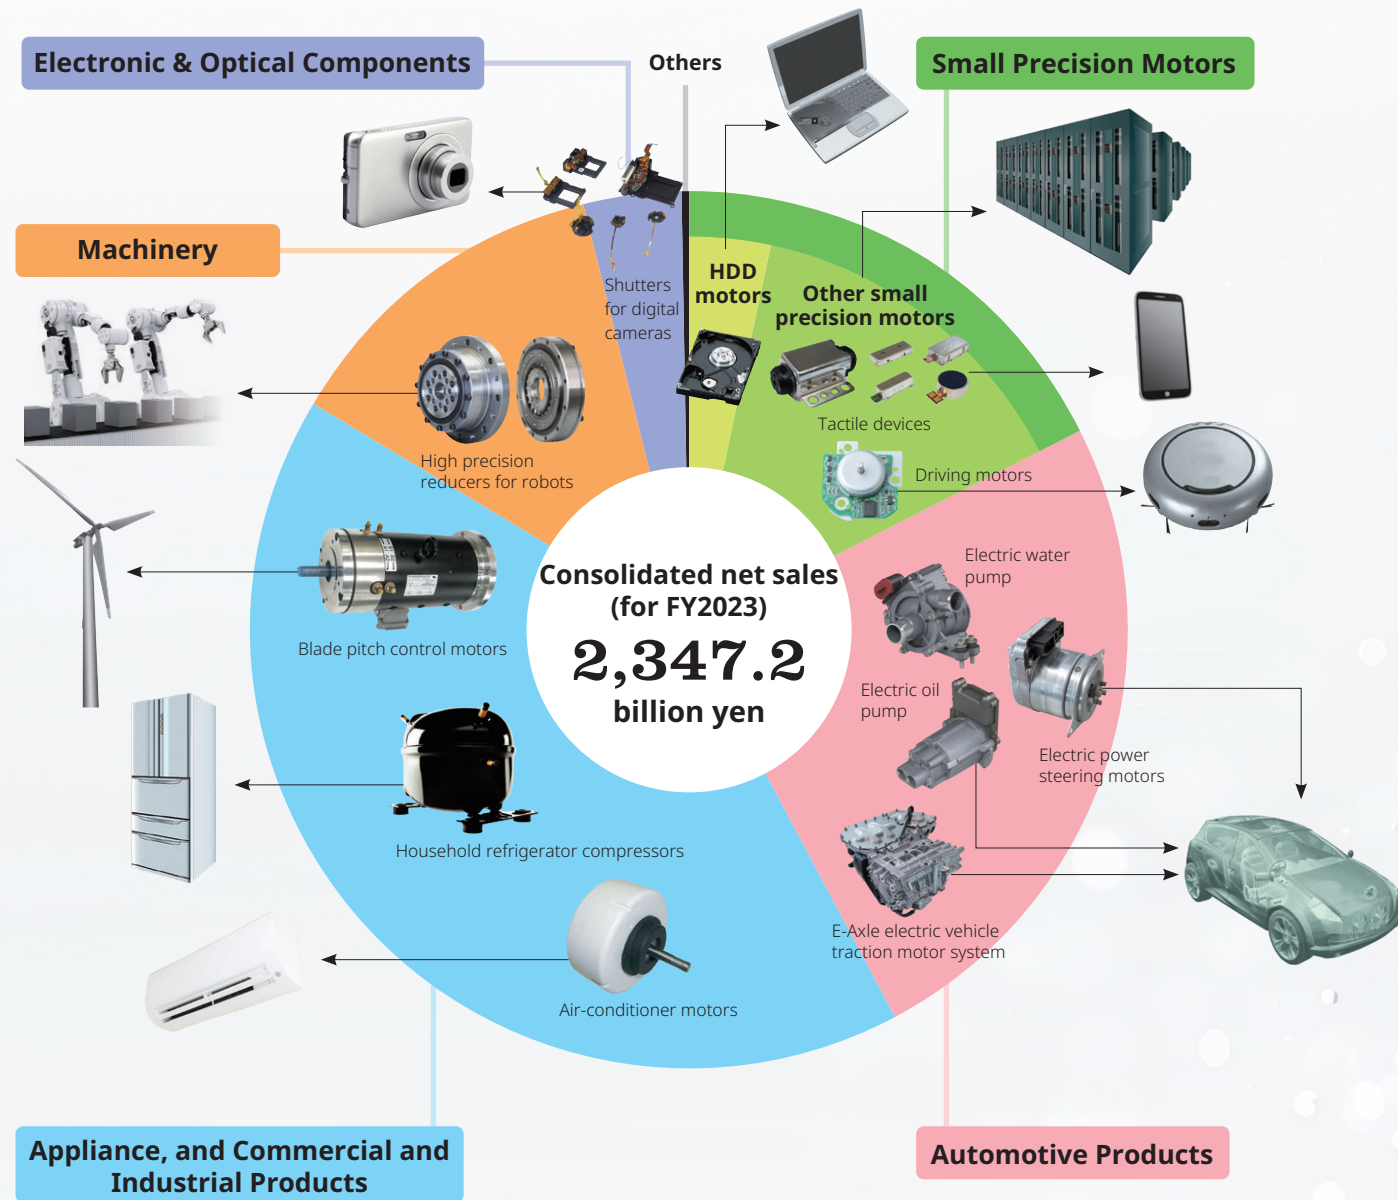 Electronic & Optical Components
Others
Small Precision Motors
Machinery
Shutters
for digital
cameras
HDD
motors
Other small
precision motors
Tactile devices
Driving motors
High precision
reducers for robots
Electric water
pump
Consolidated net sales
(for FY2023)
2,347.2
billion yen
Blade pitch control motors
Electric oil
pump
Electric power
steering motors
Household refrigerator compressors
E-Axle electric vehicle
traction motor system
Air-conditioner motors
Appliance, and Commercial and
Industrial Products
Automotive Products